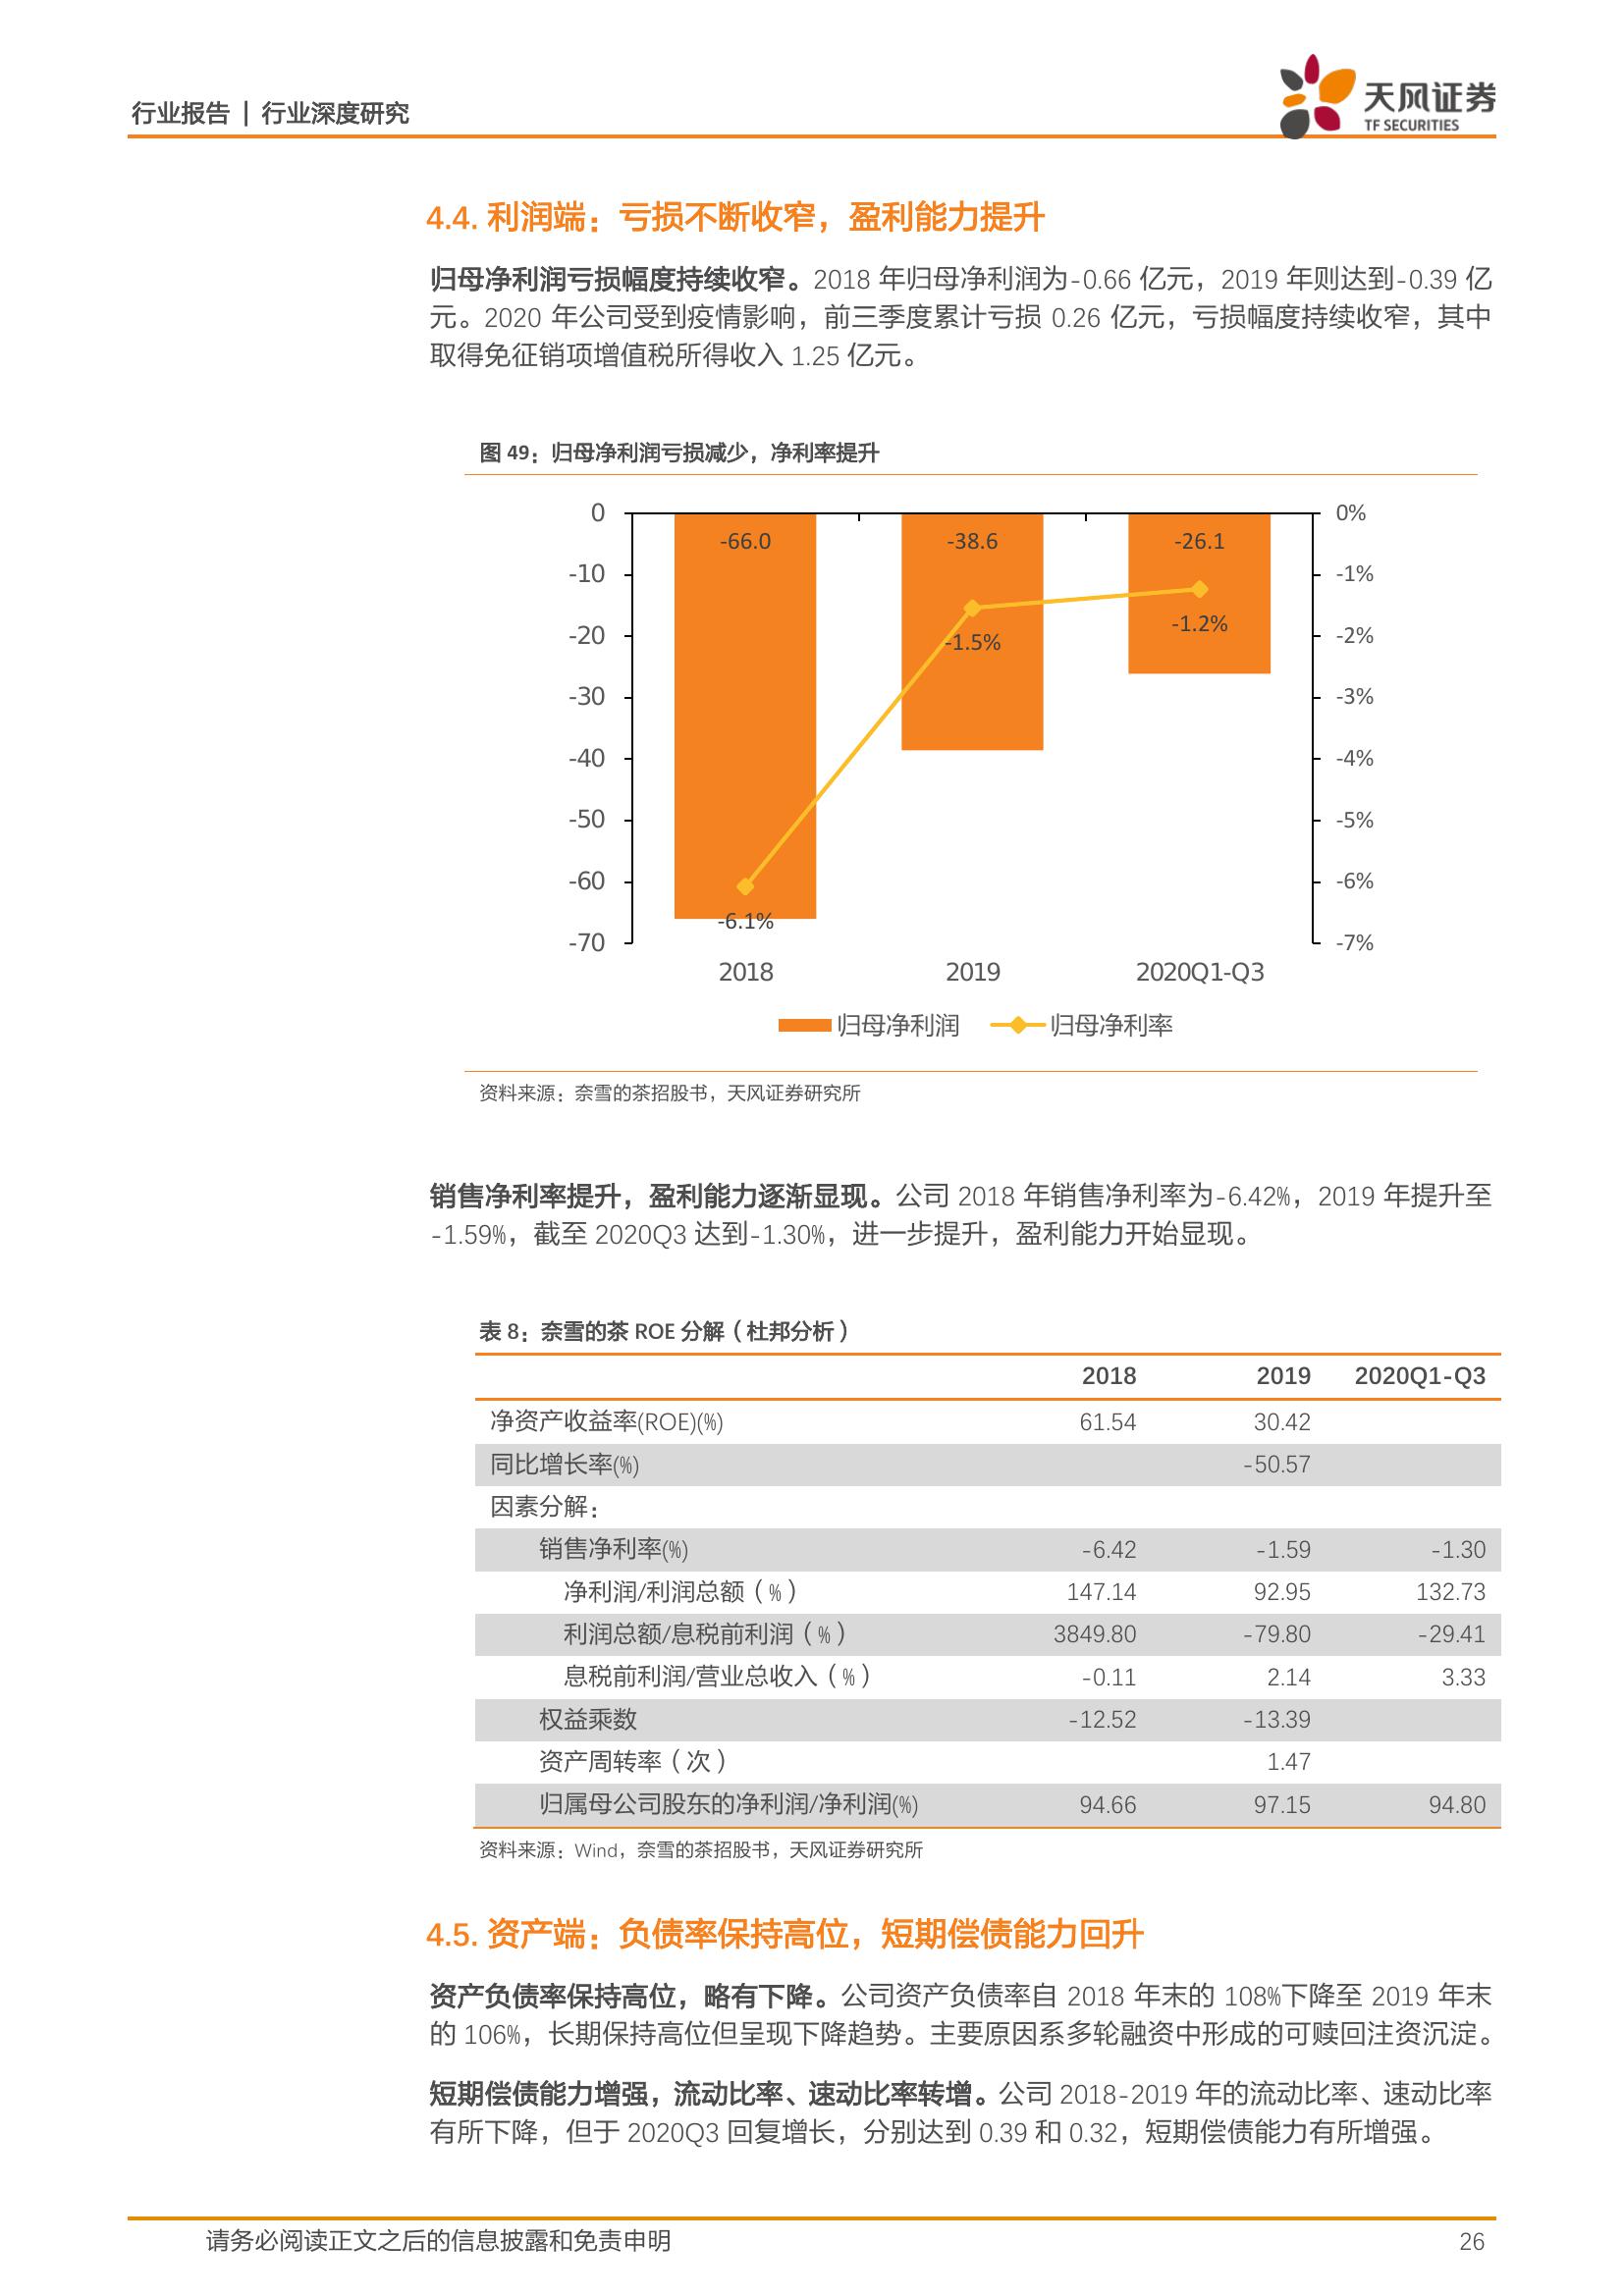 行业报告 | 行业深度研究
天风证券
TF SECURITIES
4.4. 利润端：亏损不断收窄，盈利能力提升
归母净利润亏损幅度持续收窄。2018 年归母净利润为-0.66 亿元，2019 年则达到-0.39 亿
元。2020 年公司受到疫情影响，前三季度累计亏损 0.26 亿元，亏损幅度持续收窄，其中
取得免征销项增值税所得收入 1.25 亿元。
图 49：归母净利润亏损减少，净利率提升
0 0%
-66.0 -38.6 -26.1
-10 -1%
-1.2%
-20 -2%
-1.5%
-30 -3%
-40 -4%
-50 -5%
-60 -6%
-6.1%
-70 -7%
2018 2019 2020Q1-Q3
归母净利润 归母净利率
资料来源：奈雪的茶招股书，天风证券研究所
销售净利率提升，盈利能力逐渐显现。公司 2018 年销售净利率为-6.42%，2019 年提升至
-1.59%，截至 2020Q3 达到-1.30%，进一步提升，盈利能力开始显现。
表 8：奈雪的茶 ROE 分解（杜邦分析）
2018 2019 2020Q1-Q3
净资产收益率(ROE)(%) 61.54 30.42
同比增长率(%) -50.57
因素分解：
销售净利率(%) -6.42 -1.59 -1.30
净利润/利润总额（%） 147.14 92.95 132.73
利润总额/息税前利润（%） 3849.80 -79.80 -29.41
息税前利润/营业总收入（%） -0.11 2.14 3.33
权益乘数 -12.52 -13.39
资产周转率（次） 1.47
归属母公司股东的净利润/净利润(%) 94.66 97.15 94.80
资料来源：Wind，奈雪的茶招股书，天风证券研究所
4.5. 资产端：负债率保持高位，短期偿债能力回升
资产负债率保持高位，略有下降。公司资产负债率自 2018 年末的 108%下降至 2019 年末
的 106%，长期保持高位但呈现下降趋势。主要原因系多轮融资中形成的可赎回注资沉淀。
短期偿债能力增强，流动比率、速动比率转增。公司 2018-2019 年的流动比率、速动比率
有所下降，但于 2020Q3 回复增长，分别达到 0.39 和 0.32，短期偿债能力有所增强。
请务必阅读正文之后的信息披露和免责申明 26